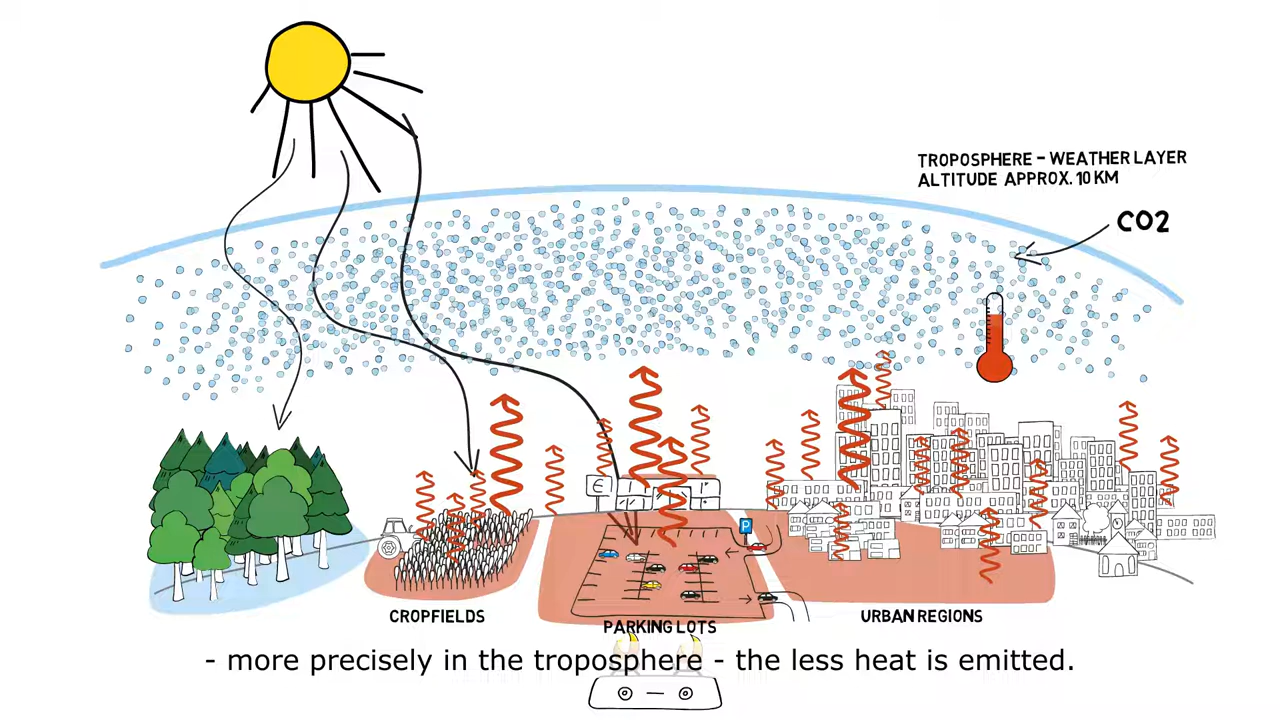 TROPOSPHERE – WEATHER LAYER
ALTITUDE APPROX. 10 KM
CO2
E
P
CROPFIELDS
PARKING LOTS
URBAN REGIONS
- more precisely in the troposphere - the less heat is emitted.